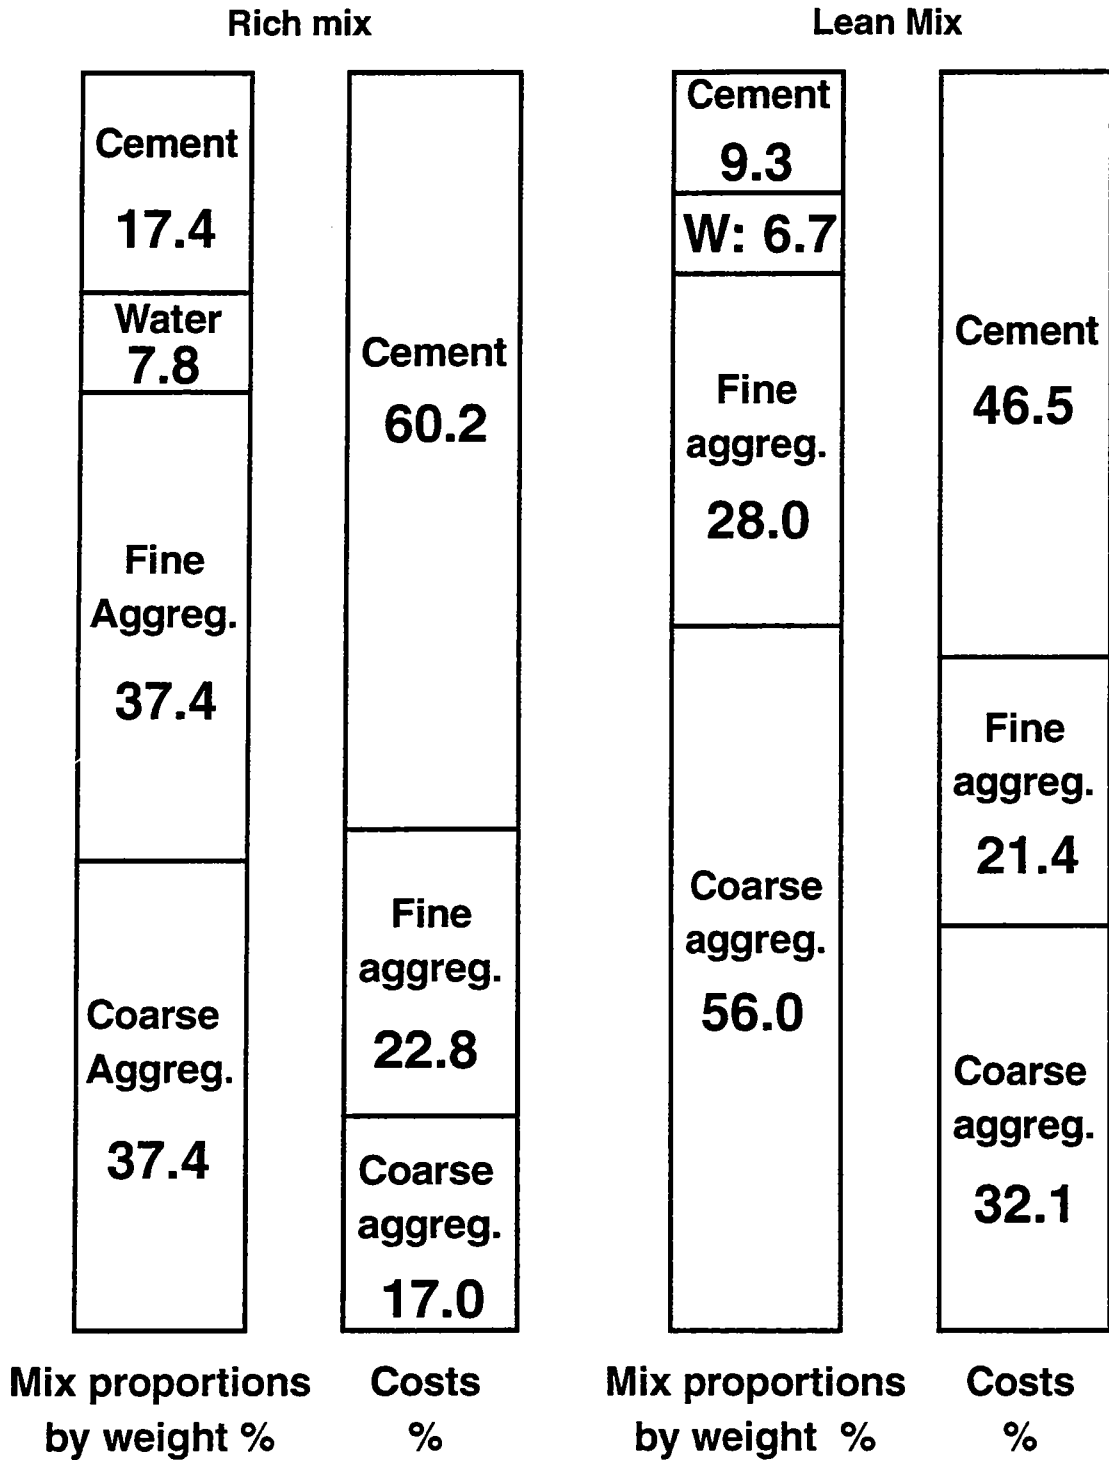 Rich mix
Cement
17.4
Water
7.8
Fine
Aggreg.
37.4
Coarse
Aggreg.
37.4
Mix proportions
by weight %
Cement
60.2
Fine
aggreg.
22.8
Coarse
aggreg.
17.0
Costs
%
Lean Mix
Cement
9.3
W: 6.7
Fine
aggreg.
28.0
Coarse
aggreg.
56.0
Mix proportions
by weight %
Cement
46.5
Fine
aggreg.
21.4
Coarse
aggreg.
32.1
Costs
%